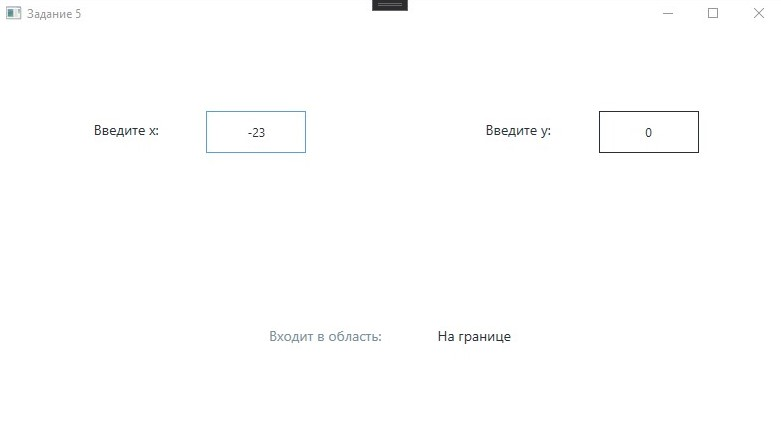 Задание 5
Введите x: -23 Введите y: 0
Входит в область: На границе